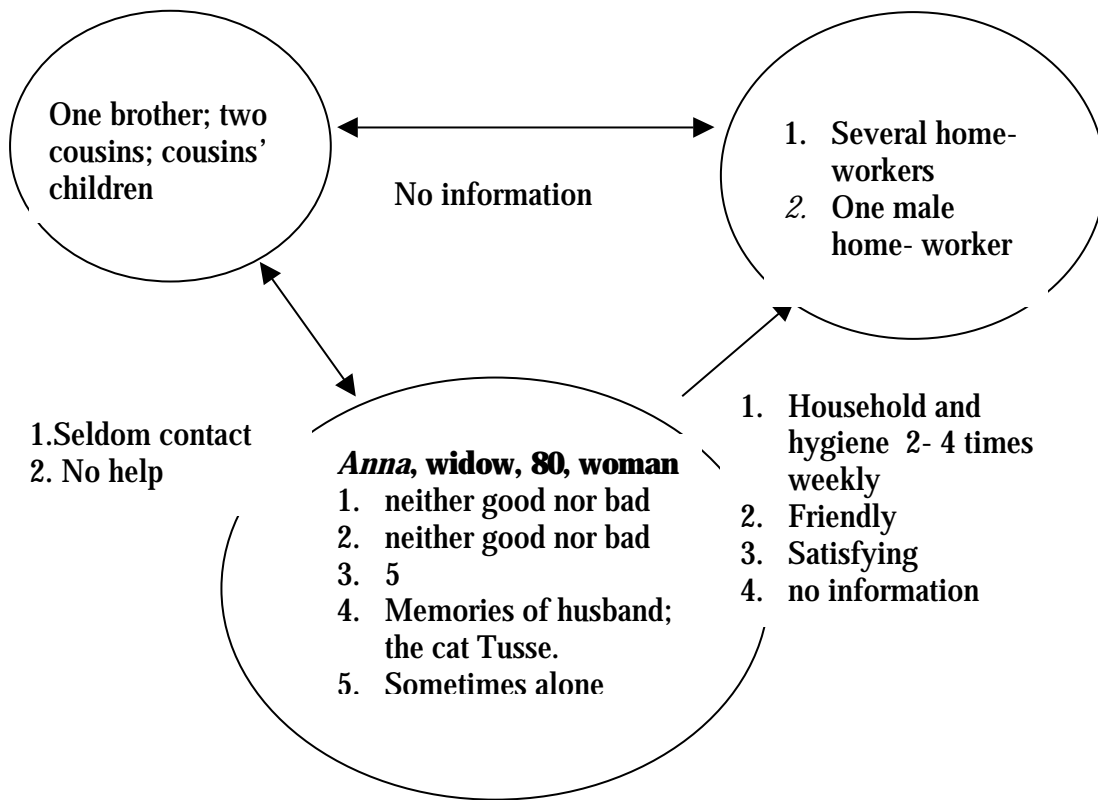 One brother; two
cousins; cousins’
children
No information
1. Several home-
workers
2. One male
home- worker
1.Seldom contact
2. No help
Anna, widow, 80, woman
1. neither good nor bad
2. neither good nor bad
3. 5
4. Memories of husband;
the cat Tusse.
5. Sometimes alone
1. Household and
hygiene 2- 4 times
weekly
2. Friendly
3. Satisfying
4. no information